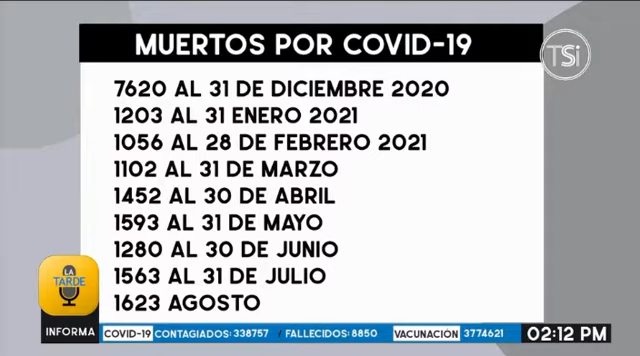 MUERTOS POR COVID-19
TSi
7620 AL 31 DE DICIEMBRE 2020
1203 AL 31 ENERO 2021
1056 AL 28 DE FEBRERO 2021
1102 AL 31 DE MARZO
1452 AL 30 DE ABRIL
1593 AL 31 DE MAYO
1280 AL 30 DE JUNIO
1563 AL 31 DE JULIO
1623 AGOSTO
LA
TARDE
INFORMA COVID-19 CONTAGIADOS: 338757 / FALLECIDOS: 8850 VACUNACIÓN 3774621 02:12 PM